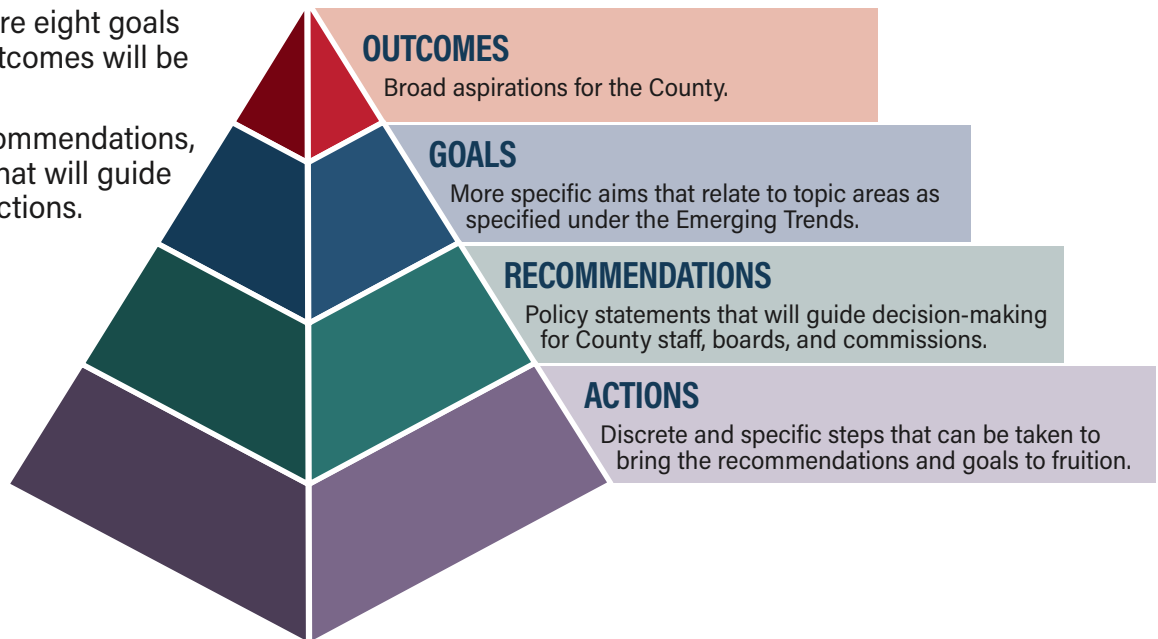 re eight goals
tcomes will be
ommendations,
hat will guide
ctions.
OUTCOMES
Broad aspirations for the County.
GOALS
More specific aims that relate to topic areas as
specified under the Emerging Trends.
RECOMMENDATIONS
Policy statements that will guide decision-making
for County staff, boards, and commissions.
ACTIONS
Discrete and specific steps that can be taken to
bring the recommendations and goals to fruition.